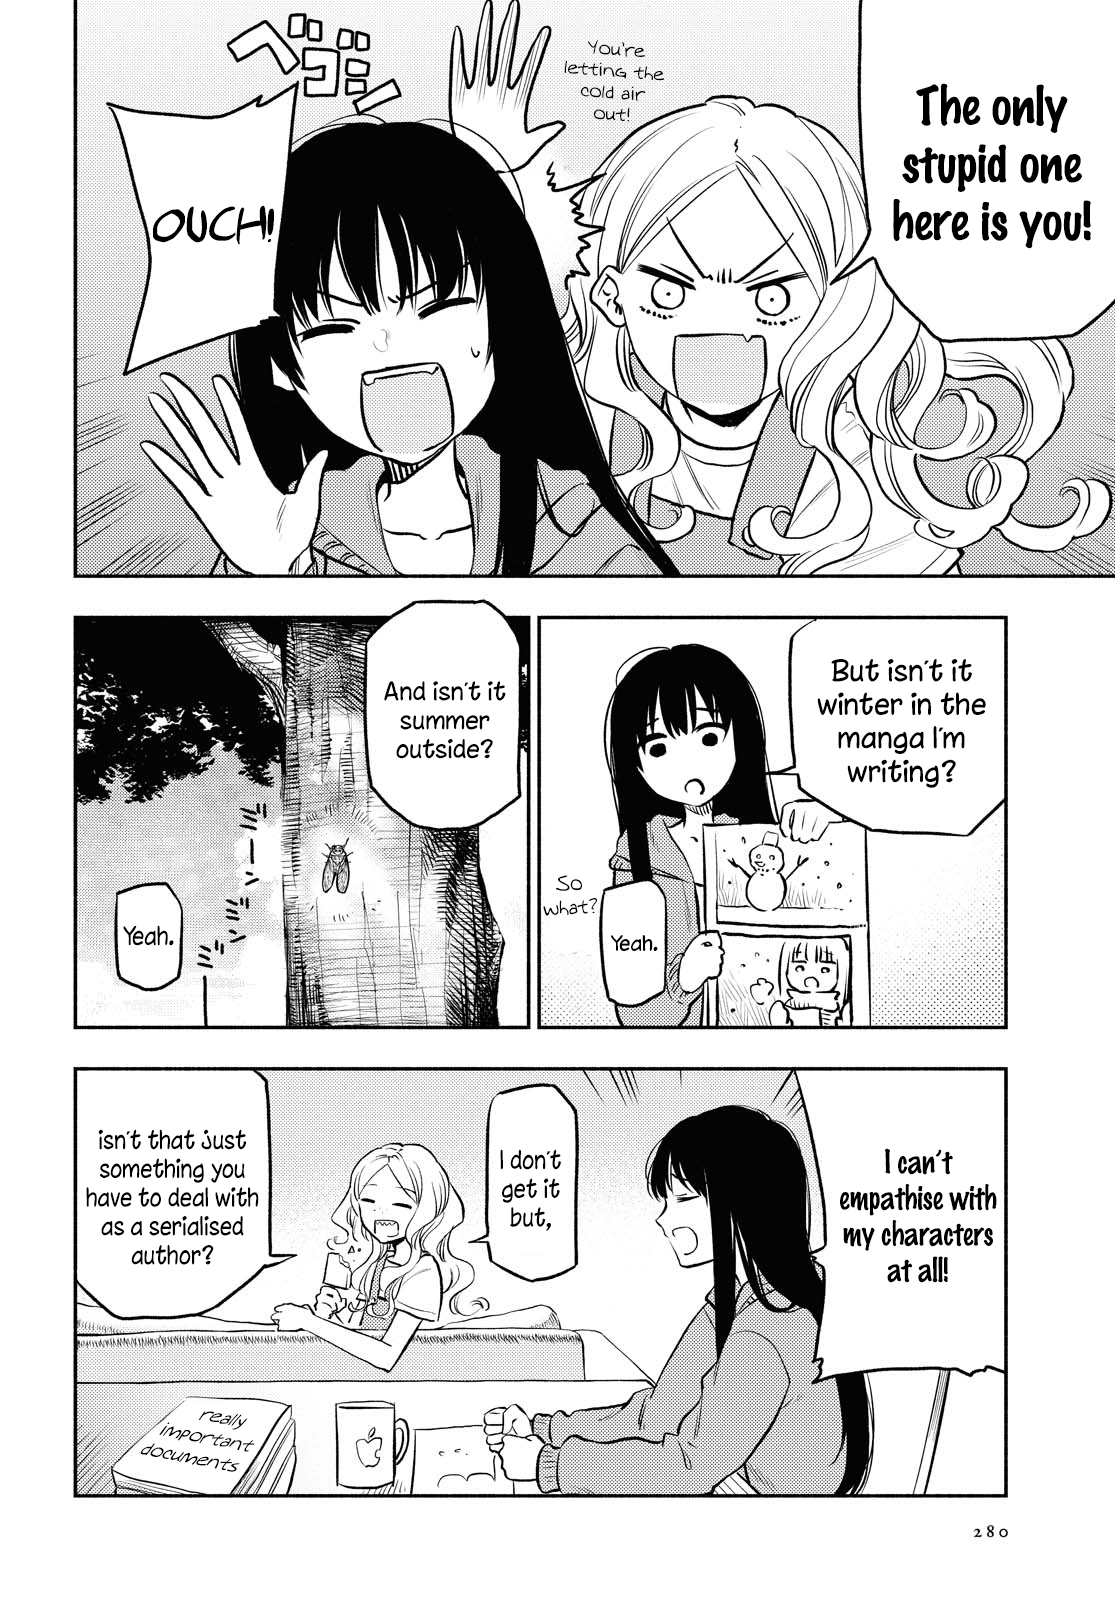 The only
stupid one
here is you!
You're
letting the
cold air
out!
ベゴン
OUCH!
But isn't it
winter in the
manga I'm
writing?
So
what?
Yeah.
And isn't it
summer
outside?
Yeah.
I can't
empathise with
my characters
at all!
I don't
get it
but,
isn't that just
something you
have to deal with
as a serialised
author?
really
important
documents
280